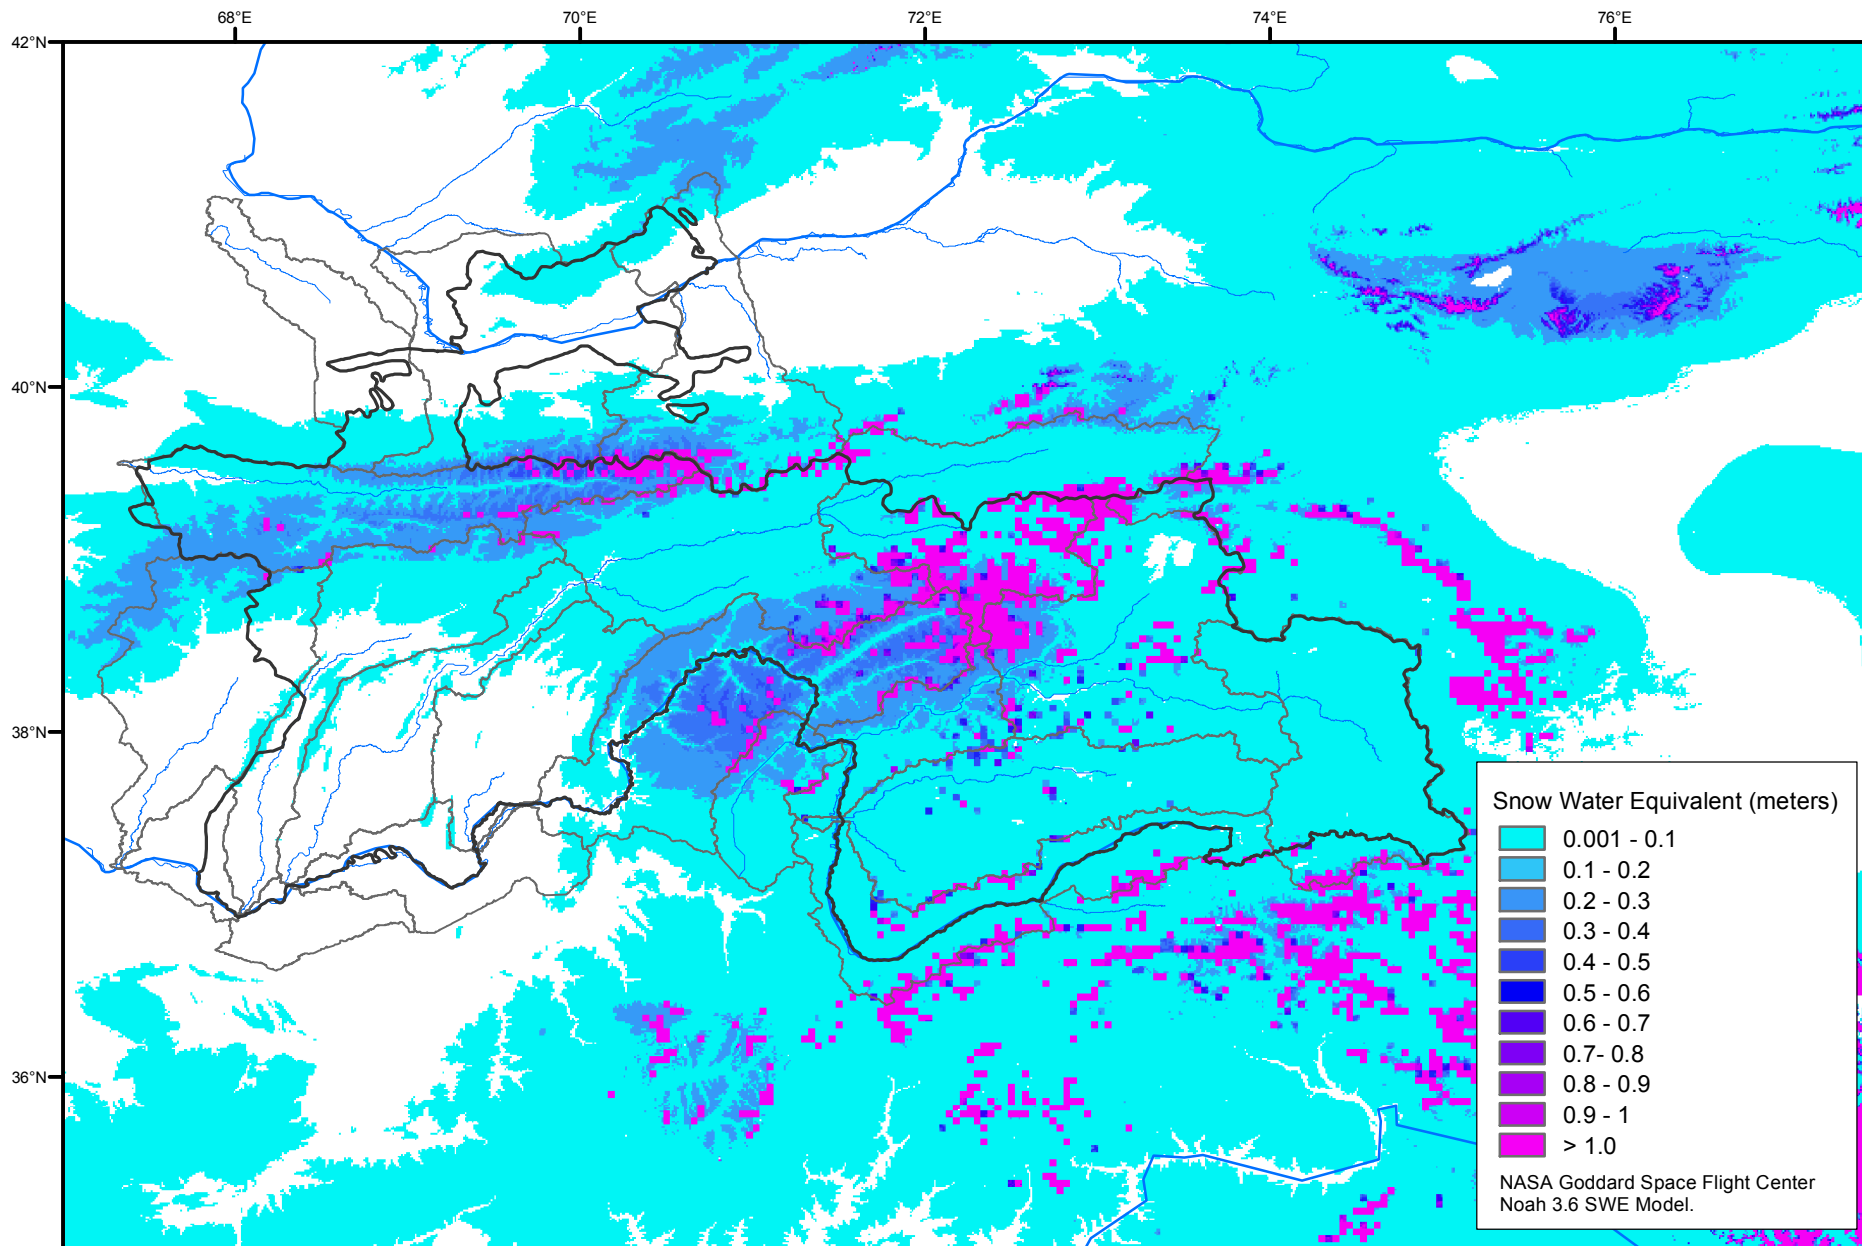 68°E 70°E 72°E 74°E 76°E
42°N
40°N
38°N
36°N
Snow Water Equivalent (meters)
0.001 - 0.1
0.1 - 0.2
0.2 - 0.3
0.3 - 0.4
0.4 - 0.5
0.5 - 0.6
0.6 - 0.7
0.7- 0.8
0.8 - 0.9
0.9 - 1
> 1.0
NASA Goddard Space Flight Center
Noah 3.6 SWE Model.